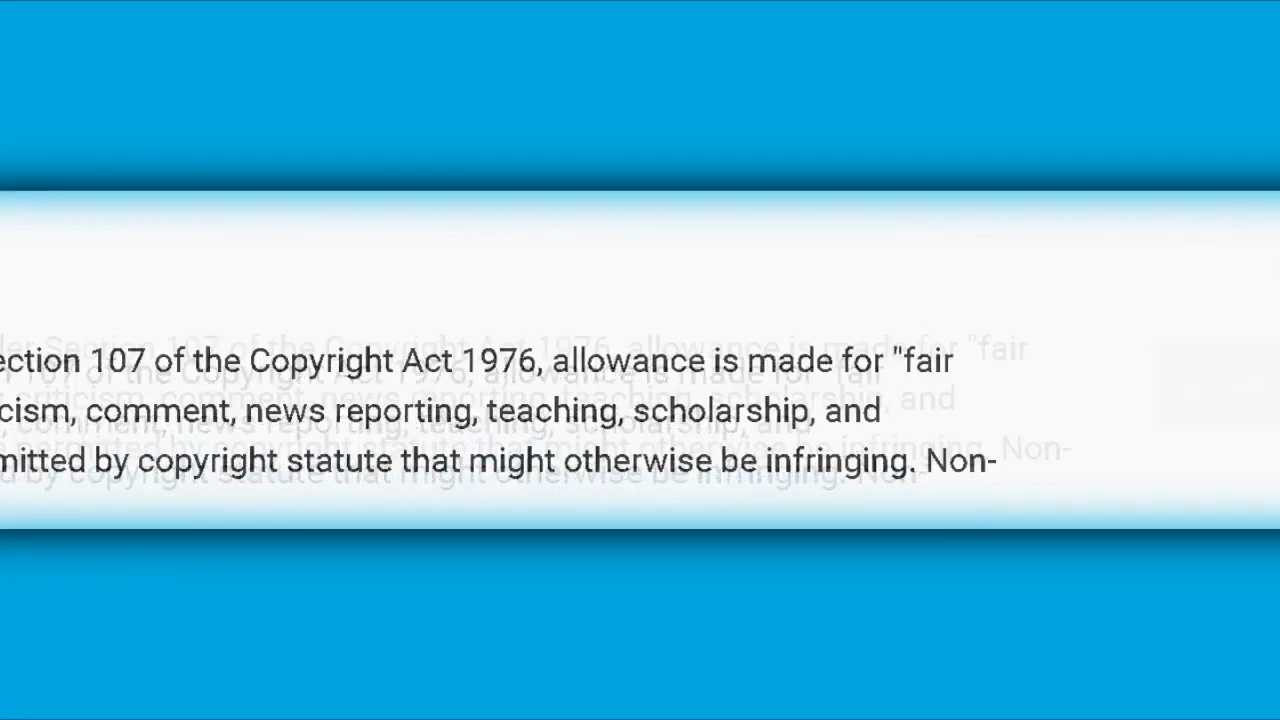 ection 107 of the Copyright Act 1976, allowance is made for "fair
cism, comment, news reporting, teaching, scholarship, and
mitted by copyright statute that might otherwise be infringing. Non-